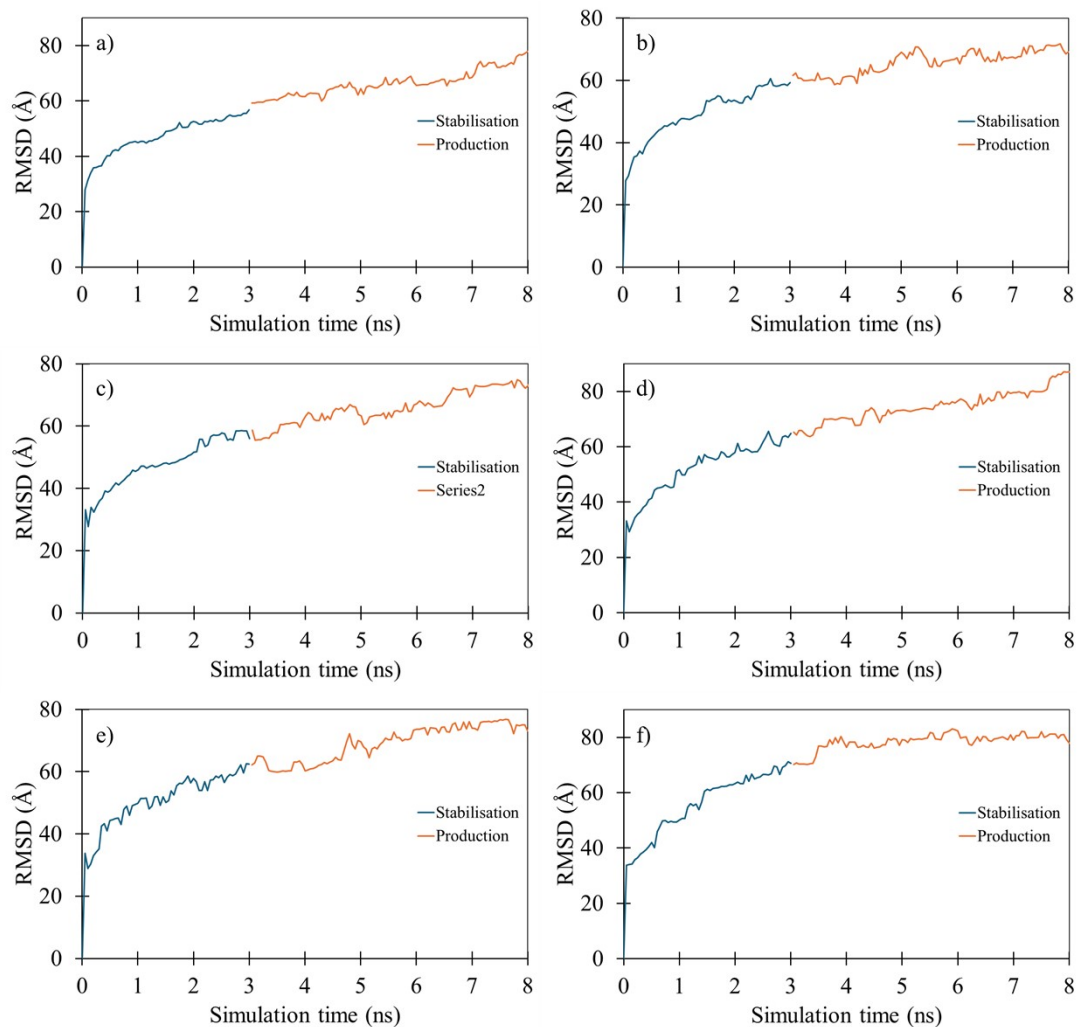 a)
80
60
40
20
0
RMSD (Å)
Stabilisation
Production
0 1 2 3 4 5 6 7 8
Simulation time (ns)
b)
80
60
40
20
0
RMSD (Å)
Stabilisation
Production
0 1 2 3 4 5 6 7 8
Simulation time (ns)
c)
80
60
40
20
0
RMSD (Å)
Stabilisation
Series2
0 1 2 3 4 5 6 7 8
Simulation time (ns)
d)
80
60
40
20
0
RMSD (Å)
Stabilisation
Production
0 1 2 3 4 5 6 7 8
Simulation time (ns)
e)
80
60
40
20
0
RMSD (Å)
Stabilisation
Production
0 1 2 3 4 5 6 7 8
Simulation time (ns)
f)
80
60
40
20
0
RMSD (Å)
Stabilisation
Production
0 1 2 3 4 5 6 7 8
Simulation time (ns)